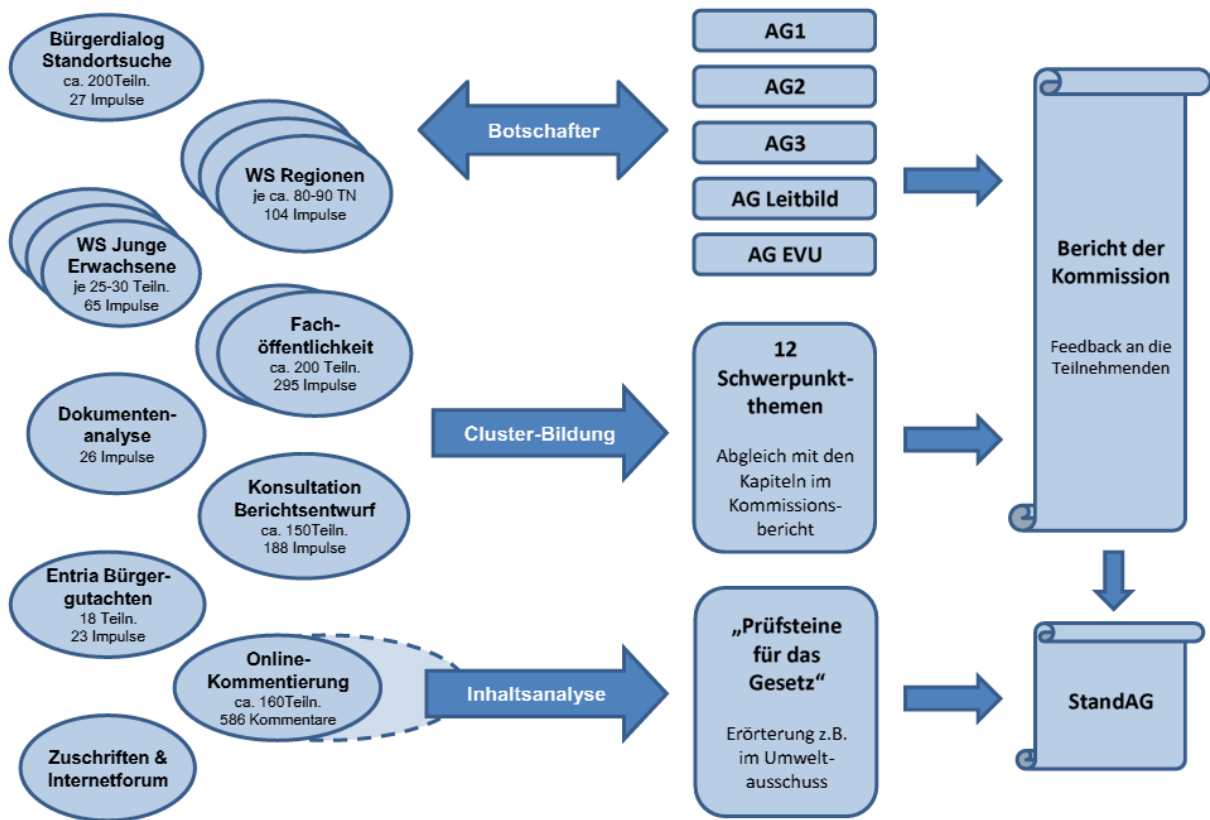 Bürgerdialog
Standortsuche
ca. 200Teiln.
27 Impulse
WS Regionen
je ca. 80-90 TN
104 Impulse
WS Junge
Erwachsene
je 25-30 Teiln.
65 Impulse
Fach-
öffentlichkeit
ca. 200 Teiln.
295 Impulse
Dokumenten-
analyse
26 Impulse
Konsultation
Berichtsentwurf
ca. 150Teiln.
188 Impulse
Entria Bürger-
gutachten
18 Teiln.
23 Impulse
Online-
Kommentierung
ca. 160Teiln.
586 Kommentare
Zuschriften &
Internetforum
Botschafter
Cluster-Bildung
Inhaltsanalyse
AG1
AG2
AG3
AG Leitbild
AG EVU
12
Schwerpunkt-
themen
Abgleich mit den
Kapiteln im
Kommissions-
bericht
„Prüfsteine
für das
Gesetz“
Erörterung z.B.
im Umwelt-
ausschuss
Bericht der
Kommission
Feedback an die
Teilnehmenden
StandAG